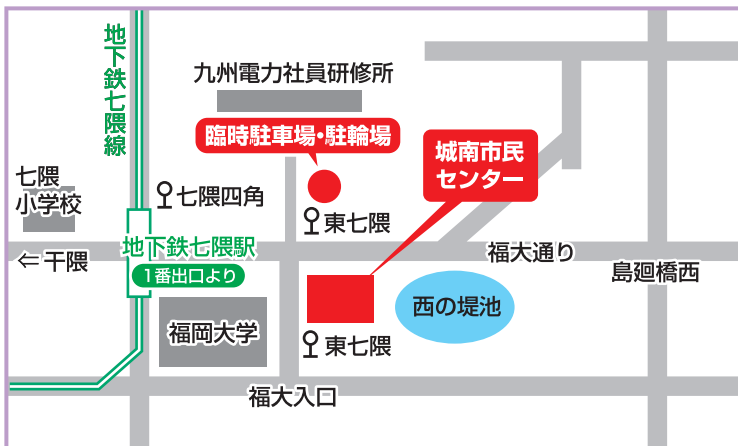 地下鉄七隈線
九州電力社員研修所
臨時駐車場・駐輪場
城南市民
センター
七隈
小学校
七隈四角
東七隈
⇐干隈
地下鉄七隈駅
1番出口より
福大通り
島廻橋西
西の堤池
福岡大学
東七隈
福大入口